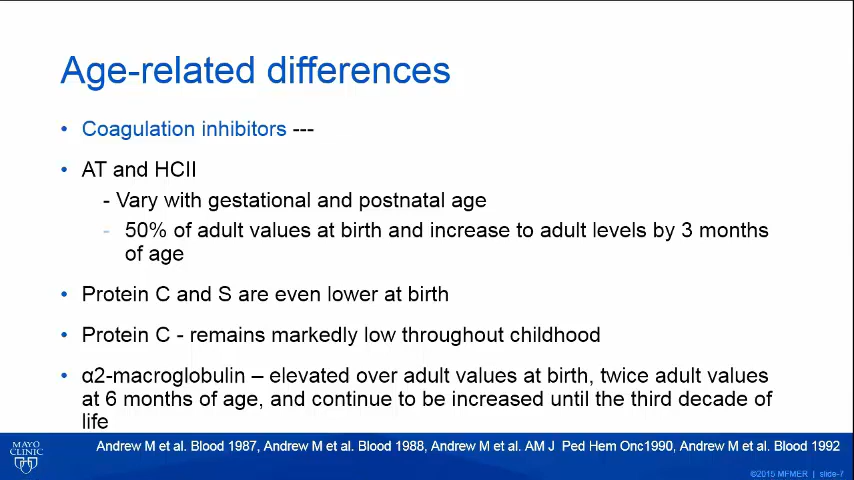 Age-related differences
• Coagulation inhibitors ---
• AT and HCII
- Vary with gestational and postnatal age
- 50% of adult values at birth and increase to adult levels by 3 months
of age
• Protein C and S are even lower at birth
• Protein C - remains markedly low throughout childhood
• α2-macroglobulin – elevated over adult values at birth, twice adult values
at 6 months of age, and continue to be increased until the third decade of
life
Andrew M et al. Blood 1987, Andrew M et al. Blood 1988, Andrew M et al. AM J Ped Hem Onc1990, Andrew M et al. Blood 1992
MAYO
CLINIC
©2015 MFMER | slide-7